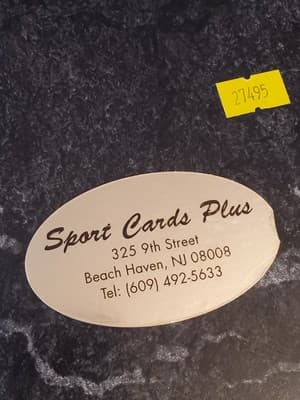 27495
Sport Cards Plus
325 9th Street
Beach Haven, NJ 08008
Tel: (609) 492-5633